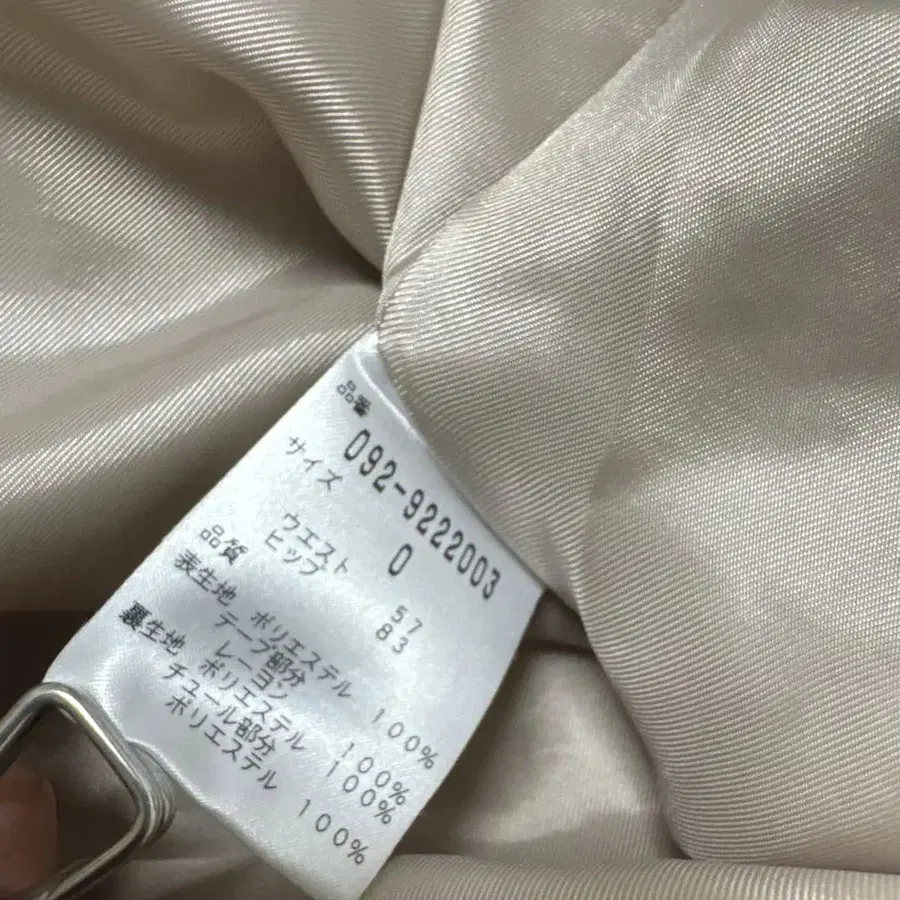 品番
092-9222003
サイズ 0
ウエスト 57
ヒップ 83
品質
表生地 ポリエステル 100%
テープ部分
レーヨン 100%
裏生地 ポリエステル 100%
チュール部分
ポリエステル 100%